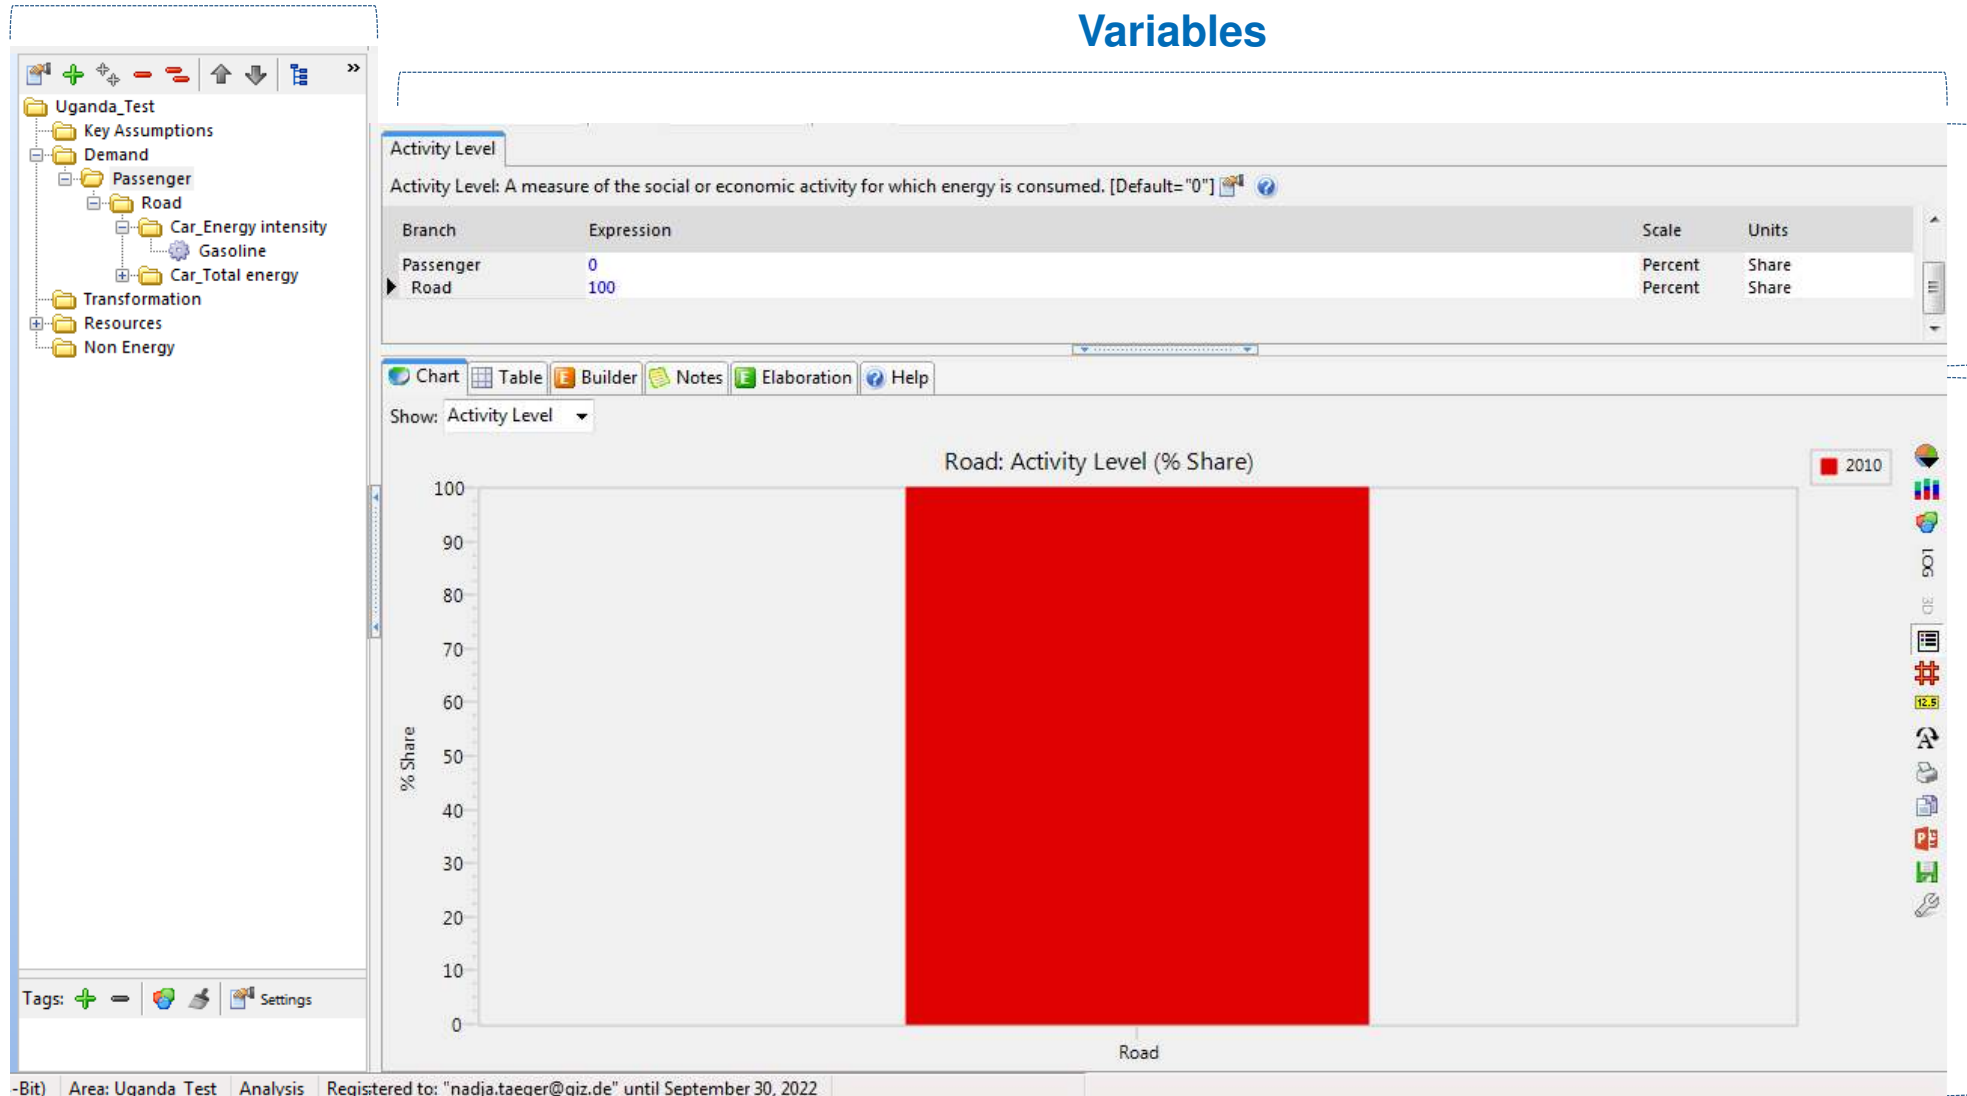 Variables
»
Uganda_Test
Key Assumptions
Demand
Passenger
Road
Car_Energy intensity
Gasoline
Car_Total energy
Transformation
Resources
Non Energy
Tags:
Settings
Activity Level
Activity Level: A measure of the social or economic activity for which energy is consumed. [Default="0"]
Branch Expression Scale Units
Passenger 0 Percent Share
Road 100 Percent Share
Chart Table Builder Notes Elaboration Help
Show: Activity Level
Road: Activity Level (% Share)
2010
100
90
80
70
60
50
40
30
20
10
0
% Share
Road
LOG
3D
12.5
-Bit) Area: Uganda_Test Analysis Registered to: "nadja.taeger@giz.de" until September 30, 2022